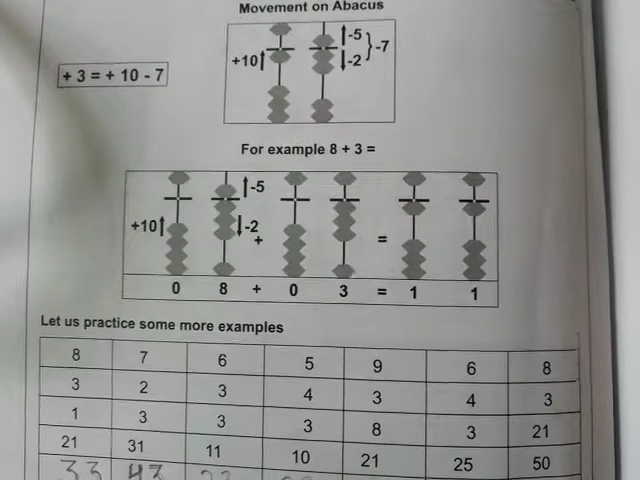 Movement on Abacus
-5
+10 -2 }-7
+ 3 = + 10 - 7
For example 8 + 3 =
-5
+10 -2
+ =
0 8 + 0 3 = 1 1
Let us practice some more examples
8 7 6 5 9 6 8
3 2 3 4 3 4 3
1 3 3 3 8 3 21
21 31 11 10 21 25 50
33 43